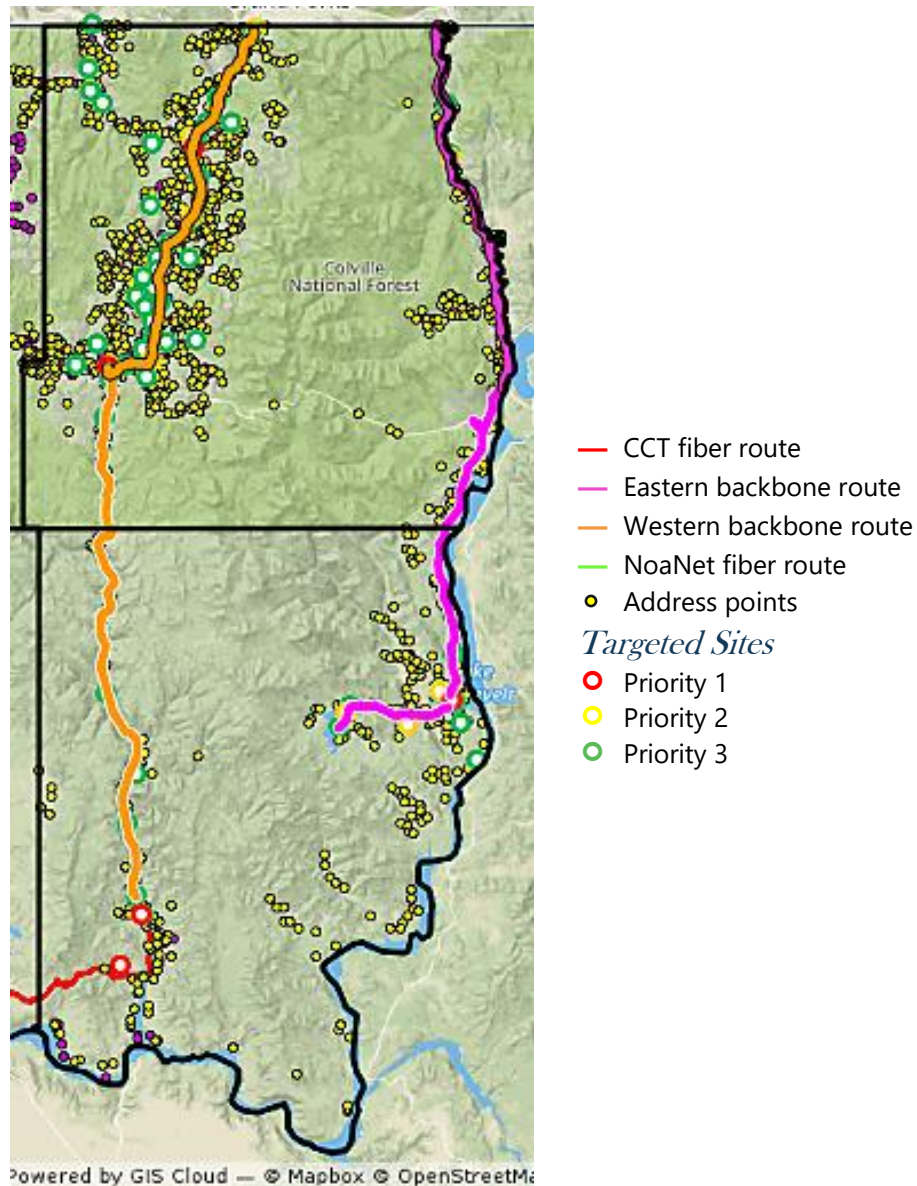 Colville
National Forest
CCT fiber route
Eastern backbone route
Western backbone route
NoaNet fiber route
Address points
Targeted Sites
Priority 1
Priority 2
Priority 3
Powered by GIS Cloud — © Mapbox © OpenStreetMa